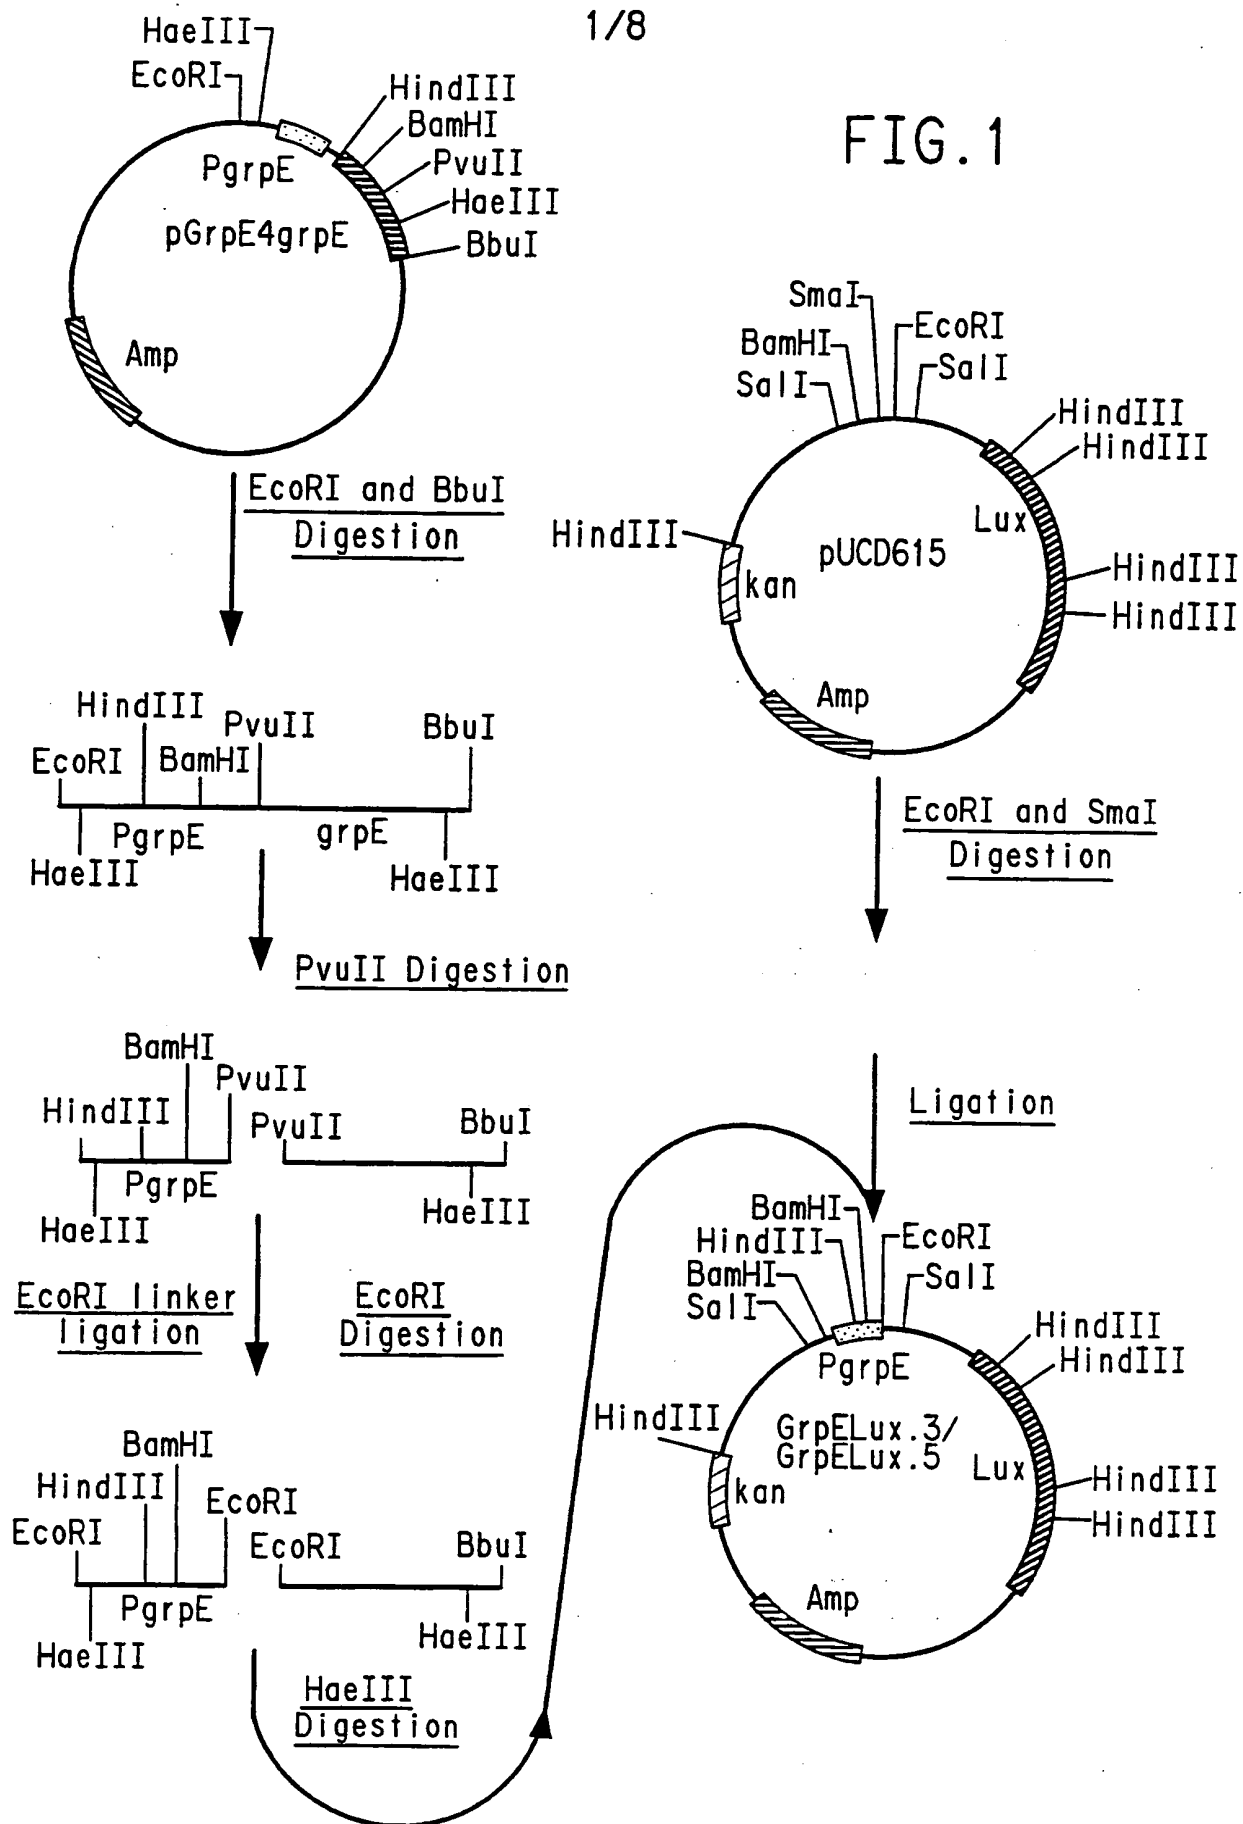 1/8
FIG.1
HaeIII
EcoRI
HindIII
BamHI
PvuII
HaeIII
BbuI
PgrpE
pGrpE4grpE
Amp
EcoRI and BbuI
Digestion
SmaI
EcoRI
BamHI
SalI
SalI
HindIII
HindIII
Lux
HindIII
pUCD615
kan
HindIII
HindIII
Amp
HindIII
PvuII
BbuI
EcoRI
BamHI
PgrpE
grpE
HaeIII
HaeIII
EcoRI and SmaI
Digestion
PvuII Digestion
BamHI
PvuII
HindIII
PvuII
BbuI
PgrpE
HaeIII
HaeIII
Ligation
EcoRI linker
ligation
EcoRI
Digestion
BamHI
HindIII
BamHI
SalI
EcoRI
SalI
HindIII
HindIII
PgrpE
HindIII
GrpELux.3/
GrpELux.5
Lux
kan
HindIII
HindIII
Amp
BamHI
HindIII
EcoRI
EcoRI
EcoRI
BbuI
PgrpE
HaeIII
HaeIII
HaeIII
Digestion